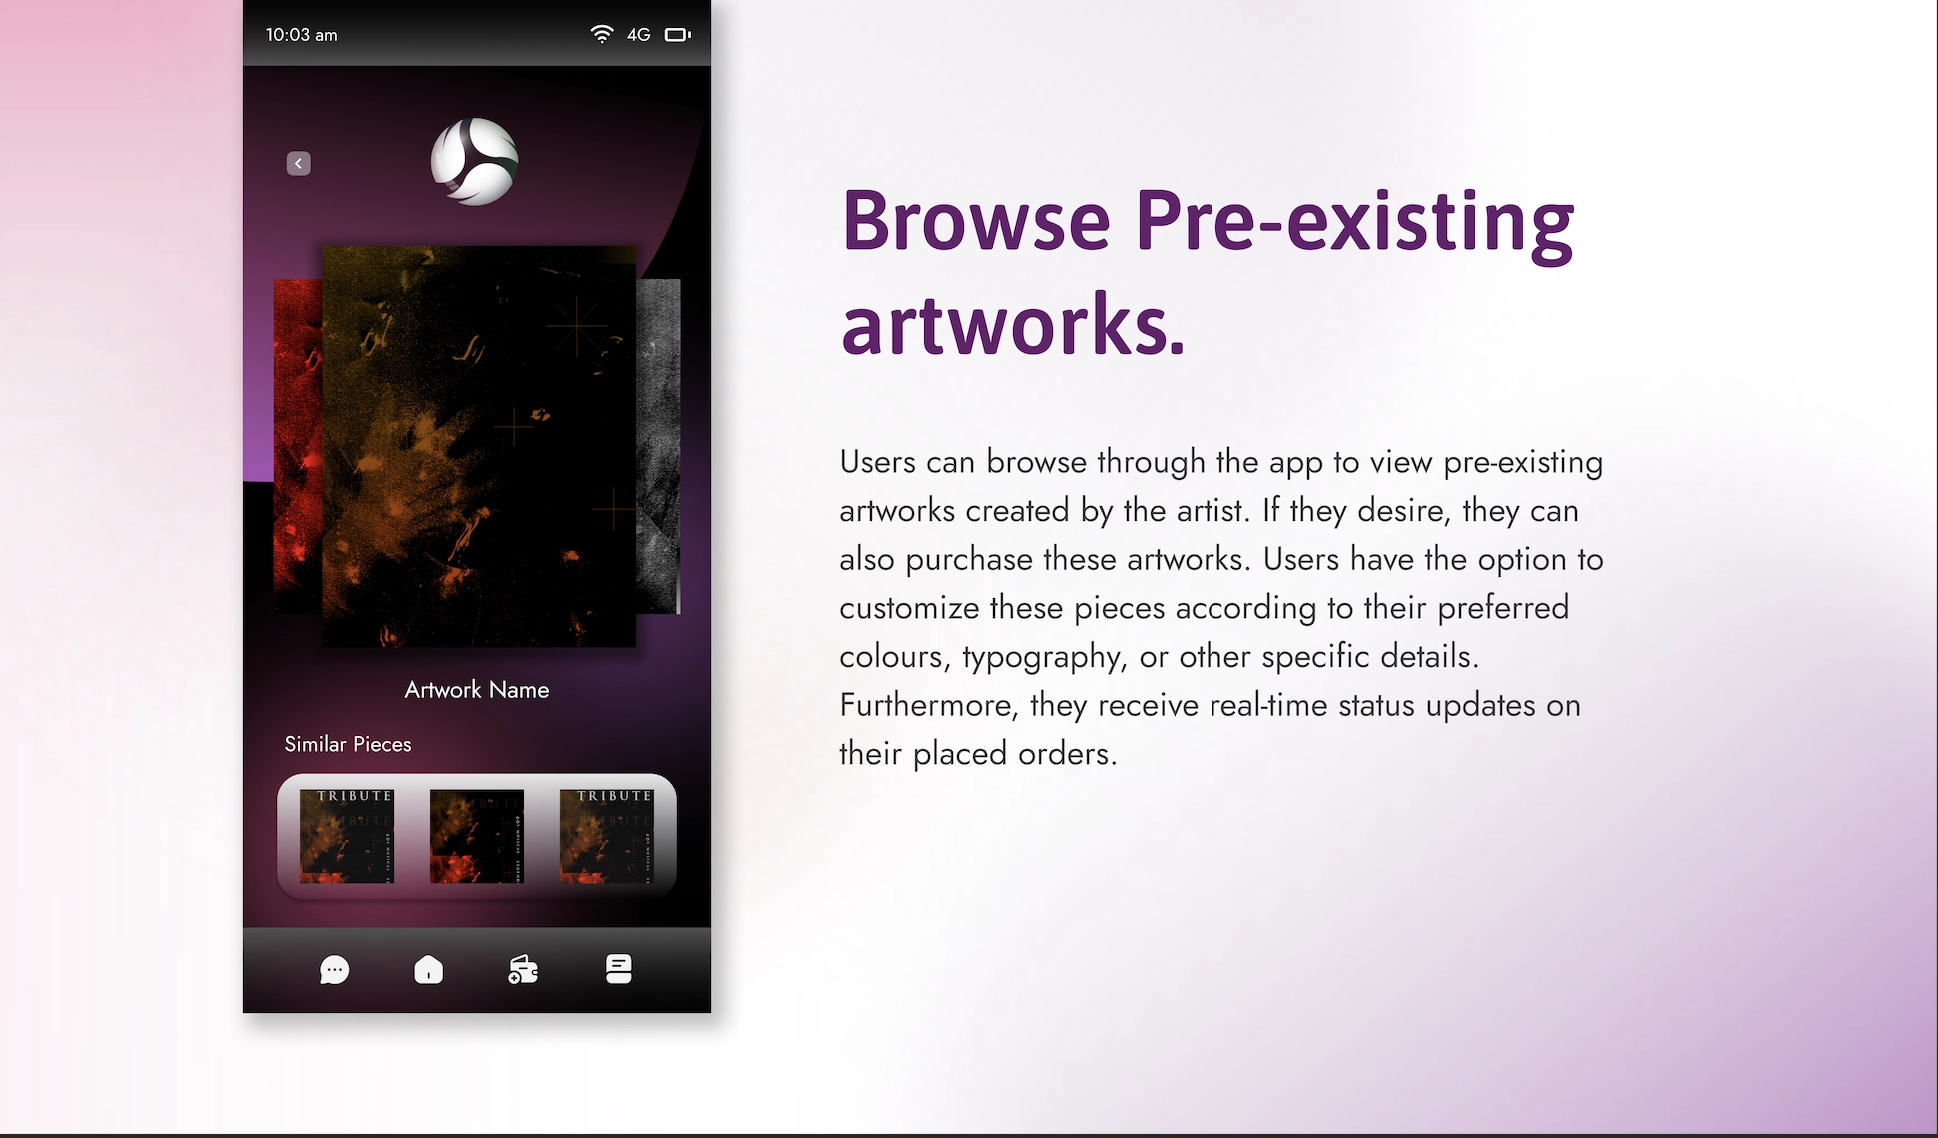 10:03 am
4G
Artwork Name
Similar Pieces
TRIBUTE
TRIBUTE
Browse Pre-existing
artworks.
Users can browse through the app to view pre-existing
artworks created by the artist. If they desire, they can
also purchase these artworks. Users have the option to
customize these pieces according to their preferred
colours, typography, or other specific details.
Furthermore, they receive real-time status updates on
their placed orders.